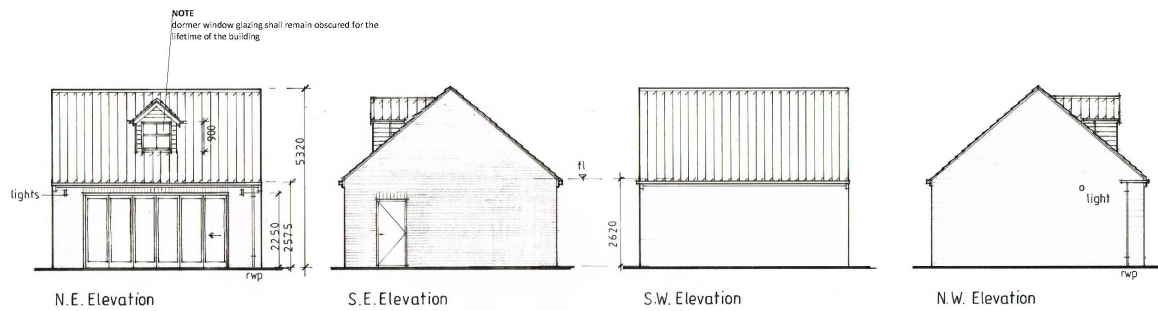 NOTE
dormer window glazing shall remain obscured for the
lifetime of the building
900
5320
fl
lights
2250
2575
2620
light
rwp
rwp
N.E. Elevation
S.E. Elevation
S.W. Elevation
N.W. Elevation